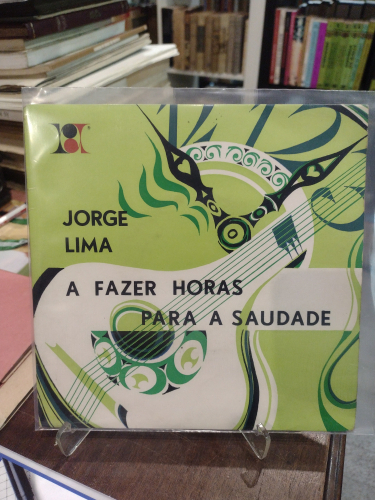 JORGE
LIMA
A FAZER HORAS
PARA A SAUDADE